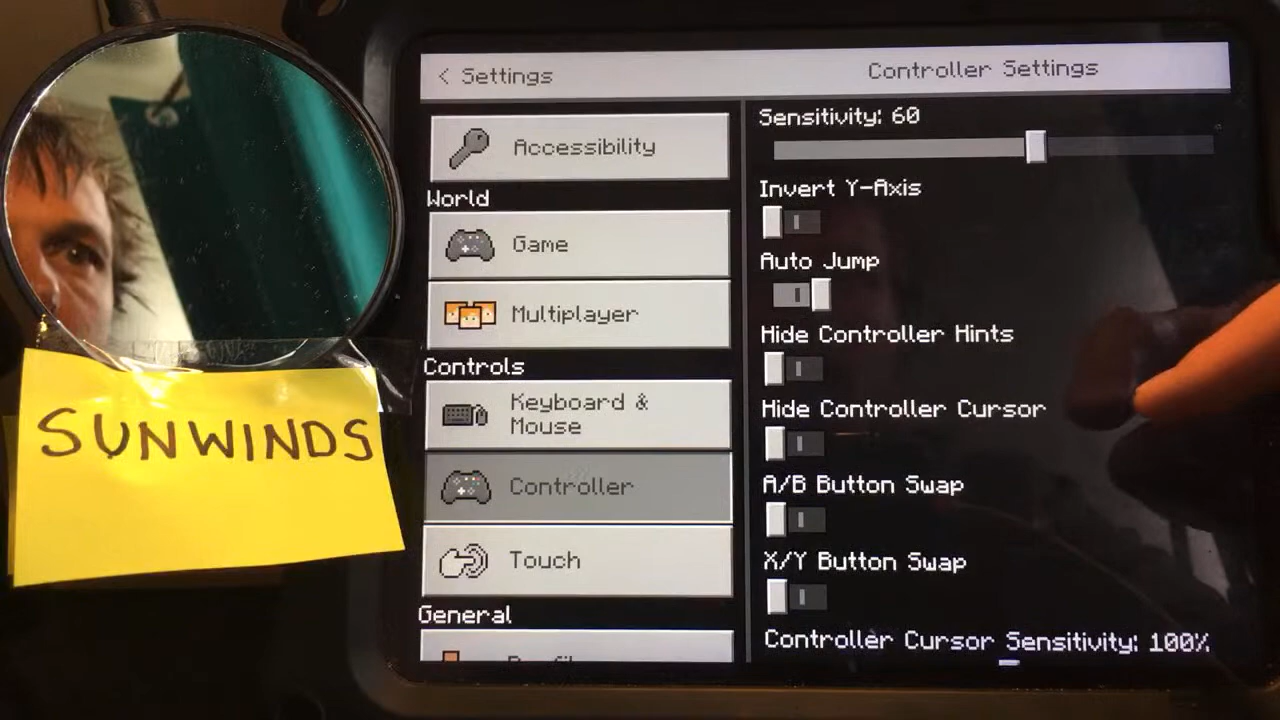 Settings
Controller Settings
Accessibility
World
Game
Multiplayer
Controls
Keyboard &
Mouse
Controller
Touch
General
Sensitivity: 60
Invert Y-Axis
Auto Jump
Hide Controller Hints
Hide Controller Cursor
A/B Button Swap
X/Y Button Swap
Controller Cursor Sensitivity: 100%
SUNWINDS